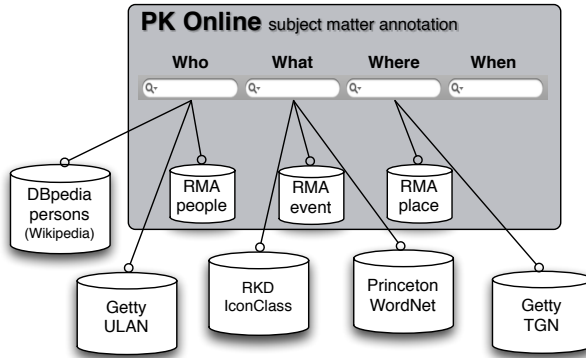 PK Online subject matter annotation
Who What Where When
DBpedia
persons
(Wikipedia)
RMA
people
RMA
event
RMA
place
Getty
ULAN
RKD
IconClass
Princeton
WordNet
Getty
TGN